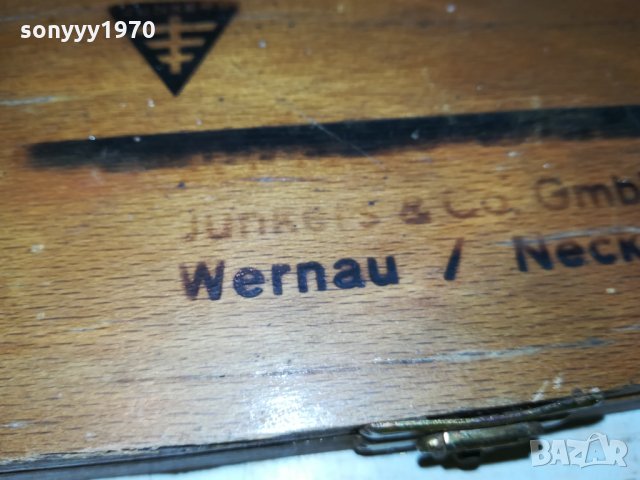 sonyyy1970
Junkers & Co. Gmb
Wernau / Neck
BAZAR